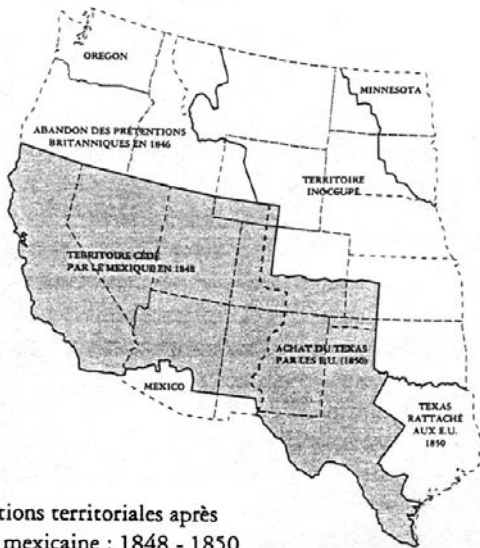 OREGON
MINNESOTA
ABANDON DES PRÉTENTIONS
BRITANNIQUES EN 1846
TERRITOIRE
INOCGUPÉ
TERRITOIRE CÉDÉ
PAR LE MEXIQUE EN 1848
ACHAT DU TEXAS
PAR LES E.U. (1850)
MEXICO
TEXAS
RATTACHÉ
AUX E.U.
1850
tions territoriales après
mexicaine : 1848 - 1850